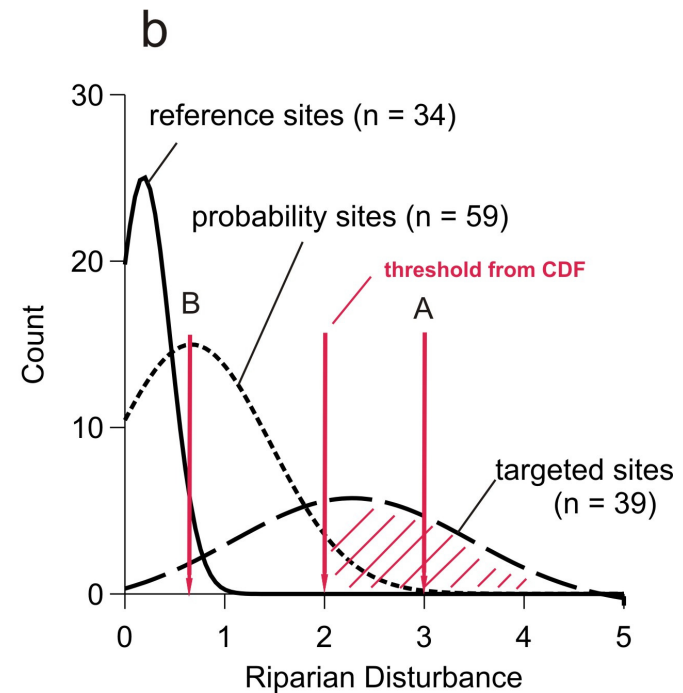 b
30
reference sites (n = 34)
probability sites (n = 59)
threshold from CDF
20
B
A
Count
10
targeted sites
(n = 39)
0
0 1 2 3 4 5
Riparian Disturbance